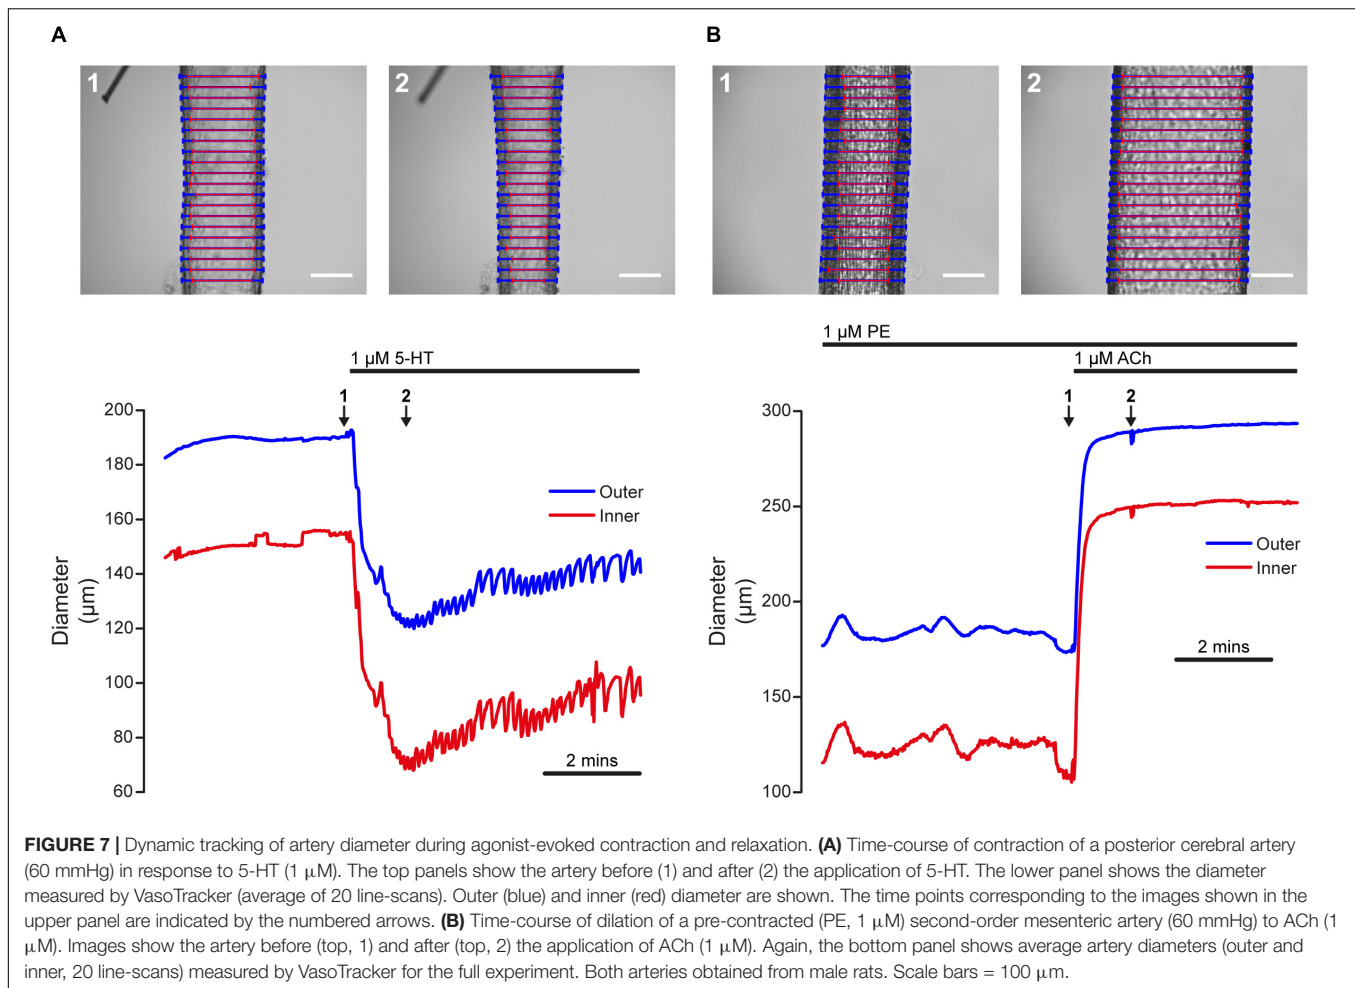 A
B
1
2
1
2
1 µM PE
1 µM 5-HT
1 µM ACh
1
2
1
2
200
180
160
140
120
100
80
60
Diameter
(µm)
Outer
Inner
2 mins
300
250
200
150
100
Diameter
(µm)
Outer
Inner
2 mins
FIGURE 7 | Dynamic tracking of artery diameter during agonist-evoked contraction and relaxation. (A) Time-course of contraction of a posterior cerebral artery
(60 mmHg) in response to 5-HT (1 µM). The top panels show the artery before (1) and after (2) the application of 5-HT. The lower panel shows the diameter
measured by VasoTracker (average of 20 line-scans). Outer (blue) and inner (red) diameter are shown. The time points corresponding to the images shown in the
upper panel are indicated by the numbered arrows. (B) Time-course of dilation of a pre-contracted (PE, 1 µM) second-order mesenteric artery (60 mmHg) to ACh (1
µM). Images show the artery before (top, 1) and after (top, 2) the application of ACh (1 µM). Again, the bottom panel shows average artery diameters (outer and
inner, 20 line-scans) measured by VasoTracker for the full experiment. Both arteries obtained from male rats. Scale bars = 100 µm.